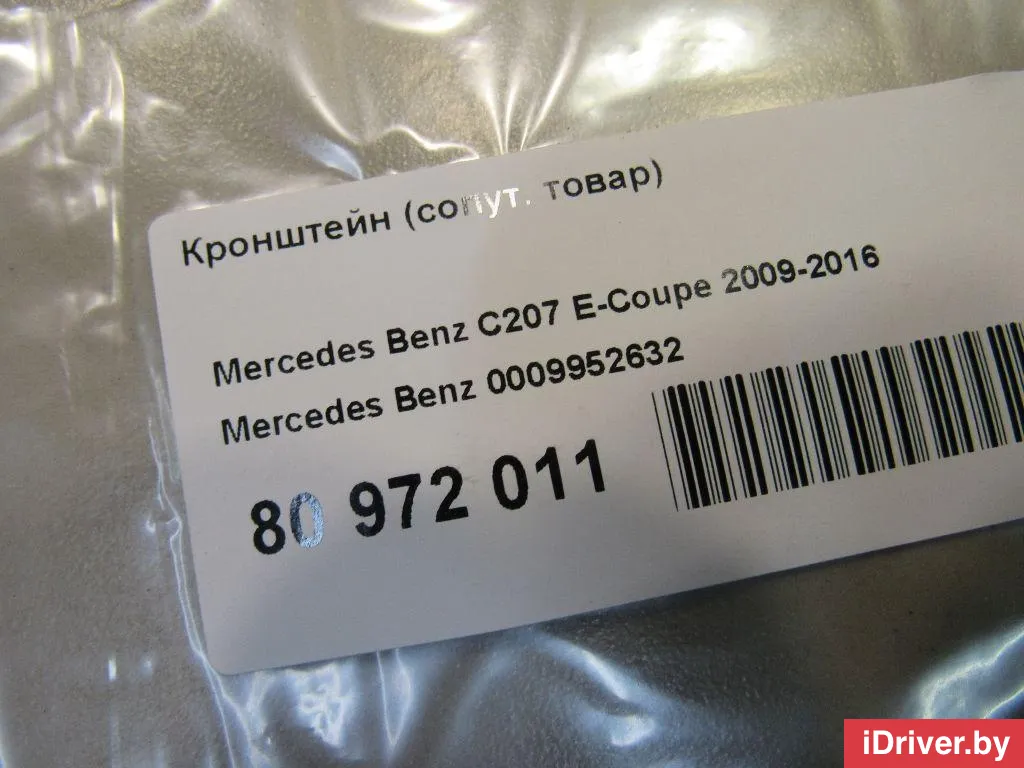 Кронштейн (сопут. товар)
Mercedes Benz C207 E-Coupe 2009-2016
Mercedes Benz 0009952632
80 972 011
iDriver.by